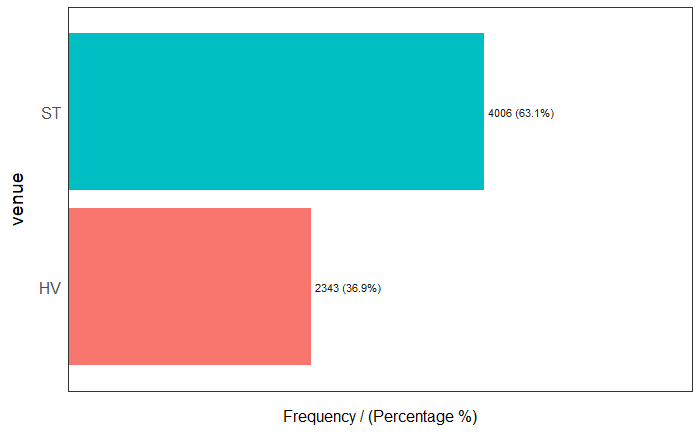 ST
4006 (63.1%)
venue
HV
2343 (36.9%)
Frequency / (Percentage %)